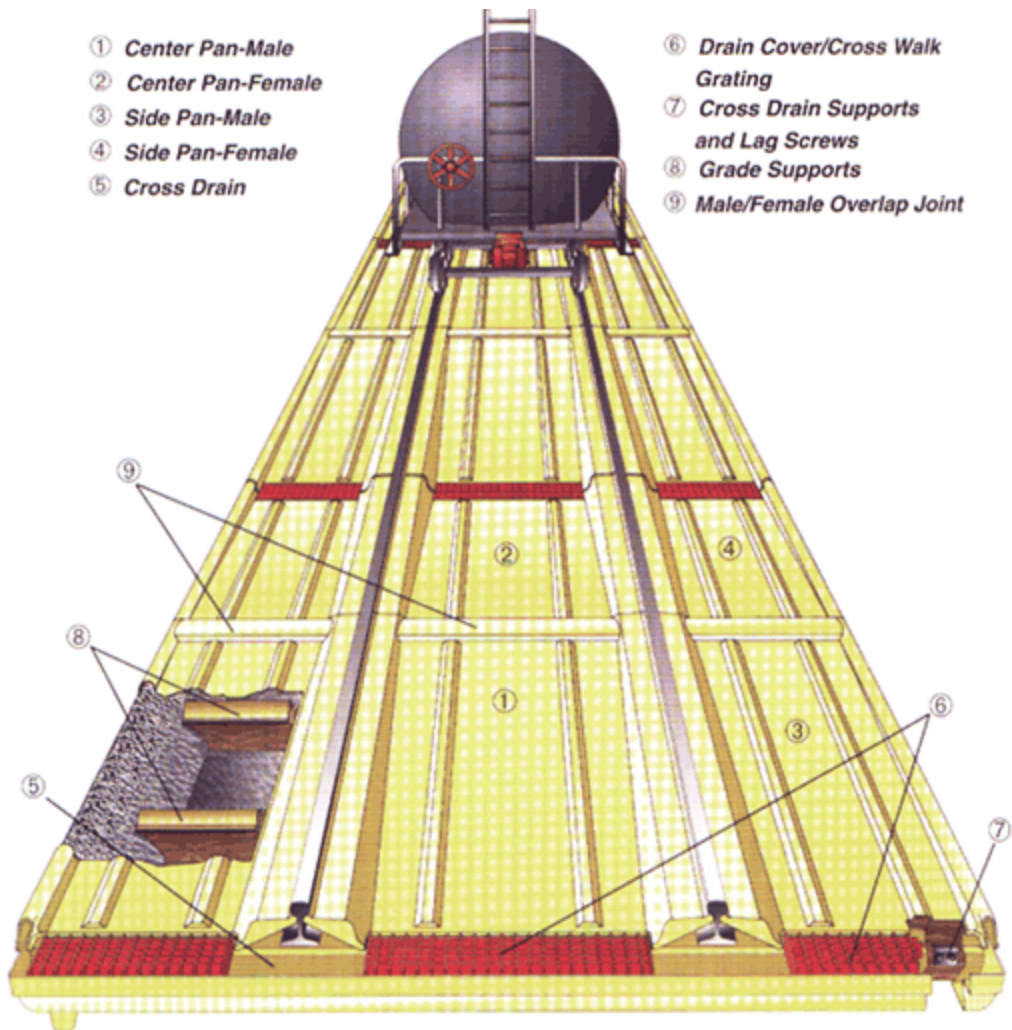 ① Center Pan-Male
② Center Pan-Female
③ Side Pan-Male
④ Side Pan-Female
⑤ Cross Drain
⑥ Drain Cover/Cross Walk
Grating
⑦ Cross Drain Supports
and Lag Screws
⑧ Grade Supports
⑨ Male/Female Overlap Joint
⑨
② ④
⑧
① ⑥
③
⑤
⑦